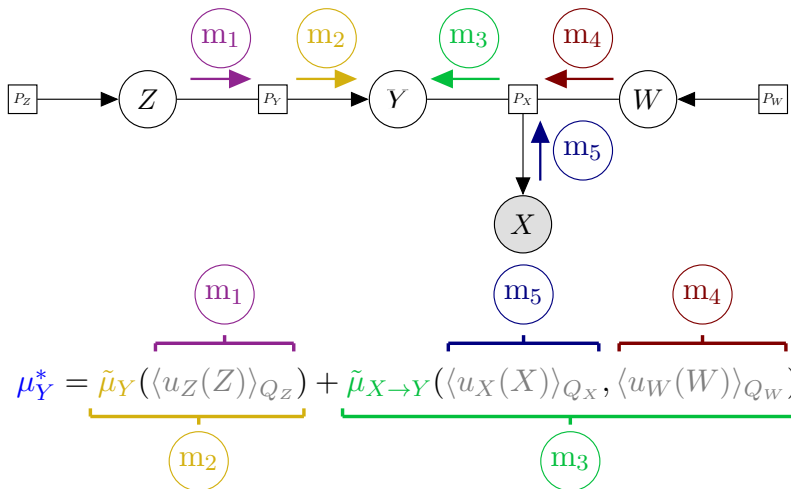 m₁ m₂ m₃ m₄
P_Z Z P_Y Y P_X W P_W
m₅
X
m₁ m₅ m₄
μ*_Y = μ̃_Y(⟨u_Z(Z)⟩_{Q_Z}) + μ̃_{X→Y}(⟨u_X(X)⟩_{Q_X}, ⟨u_W(W)⟩_{Q_W})
m₂ m₃